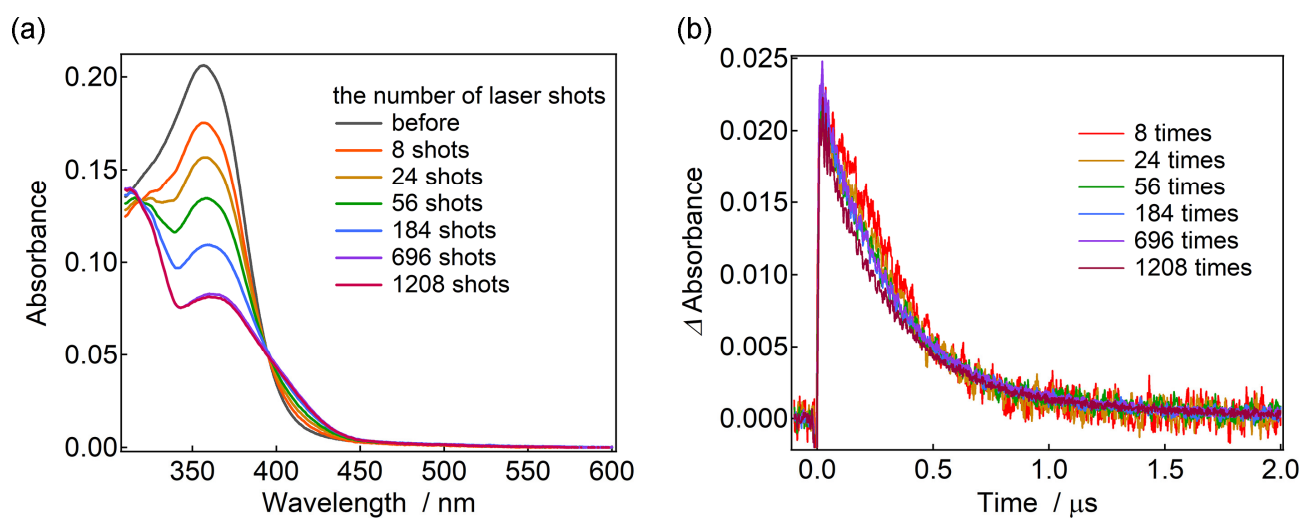 (a)
Absorbance
0.20
0.15
0.10
0.05
0.00
the number of laser shots
before
8 shots
24 shots
56 shots
184 shots
696 shots
1208 shots
350
400
450
500
550
600
Wavelength / nm
(b)
Δ Absorbance
0.025
0.020
0.015
0.010
0.005
0.000
8 times
24 times
56 times
184 times
696 times
1208 times
0.0
0.5
1.0
1.5
2.0
Time / μs